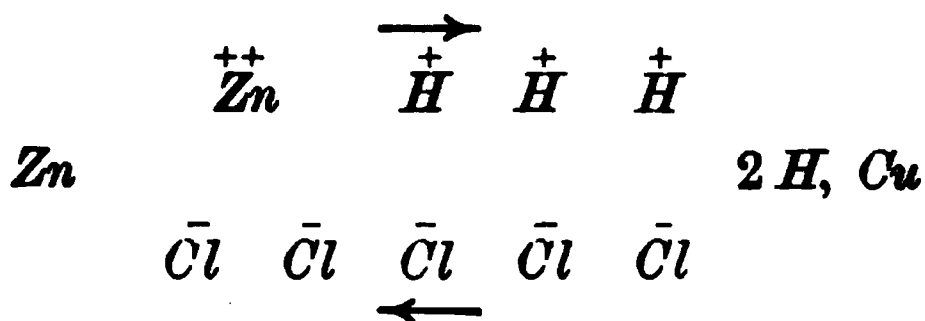 ++ + + +
Zn H H H
Zn 2 H, Cu
- - - - -
Cl Cl Cl Cl Cl